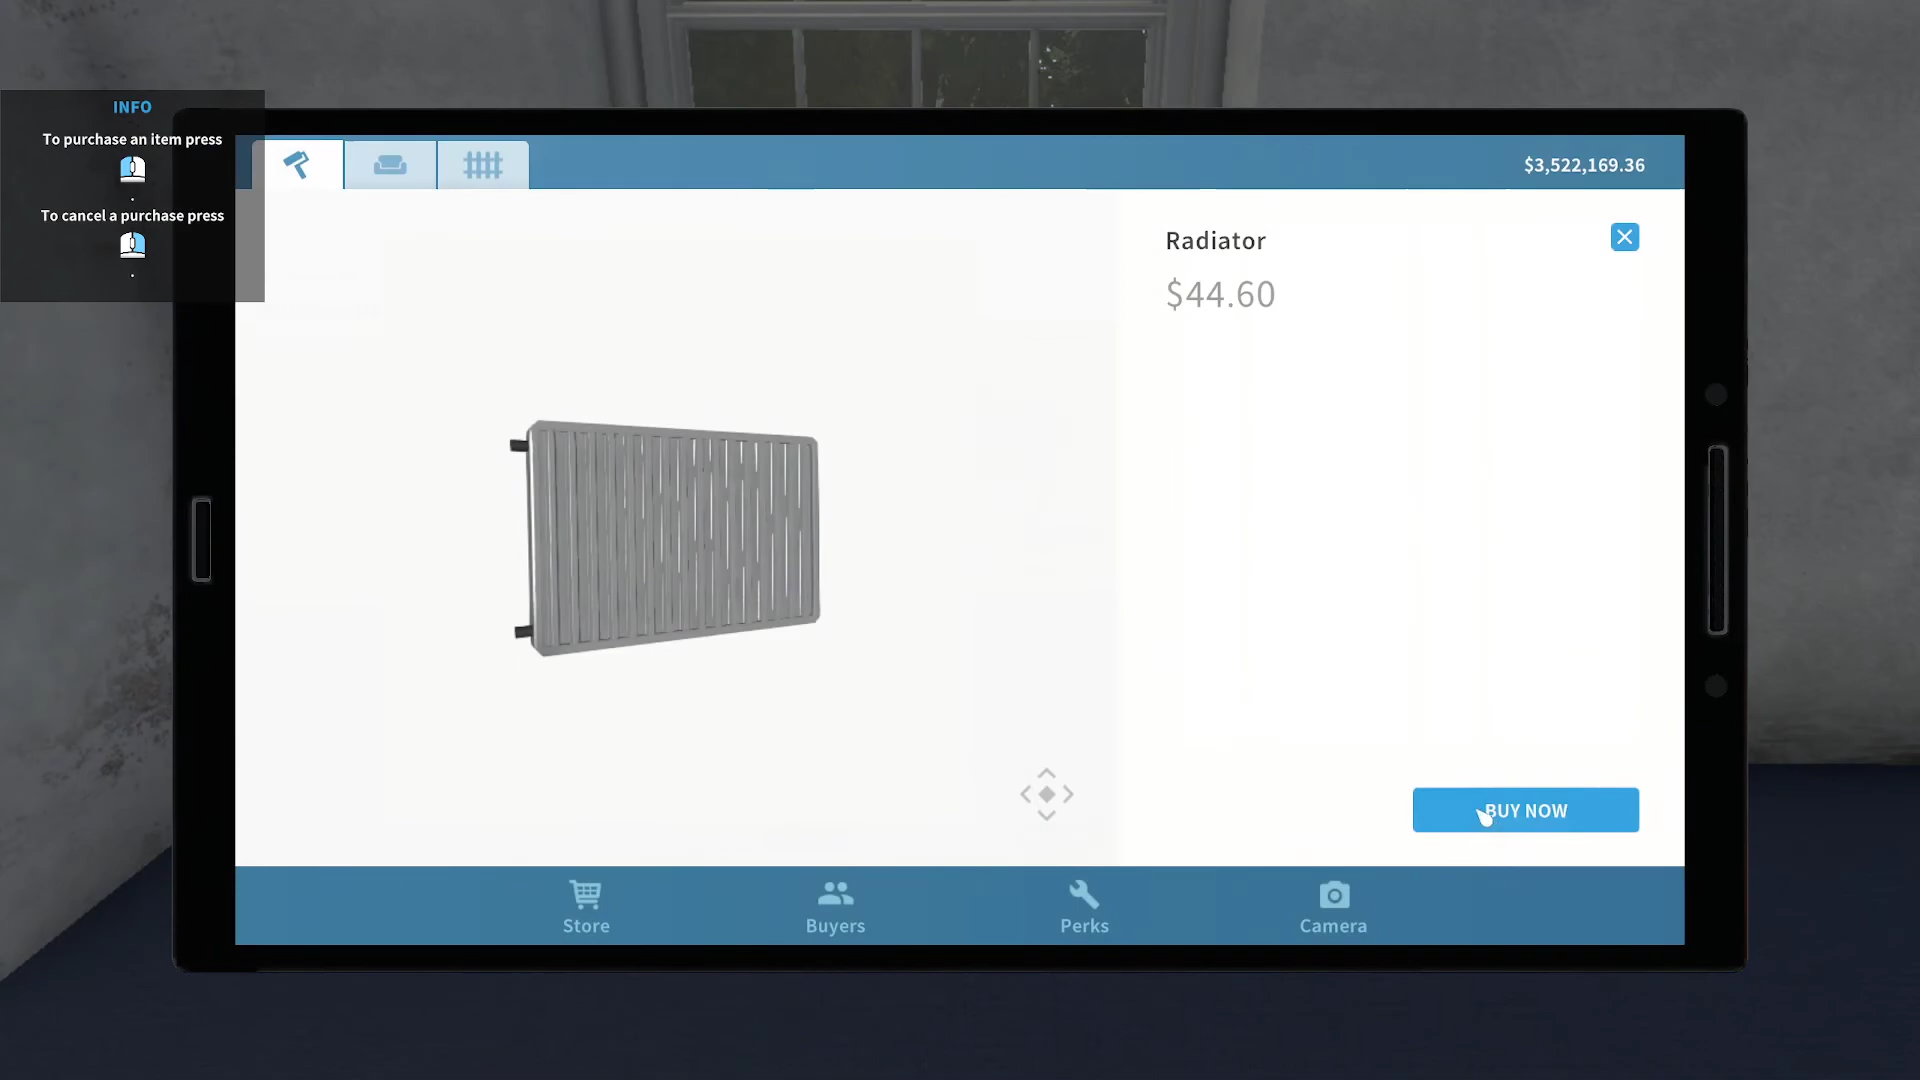 INFO
To purchase an item press
.
To cancel a purchase press
.
$3,522,169.36
Radiator
$44.60
BUY NOW
Store
Buyers
Perks
Camera